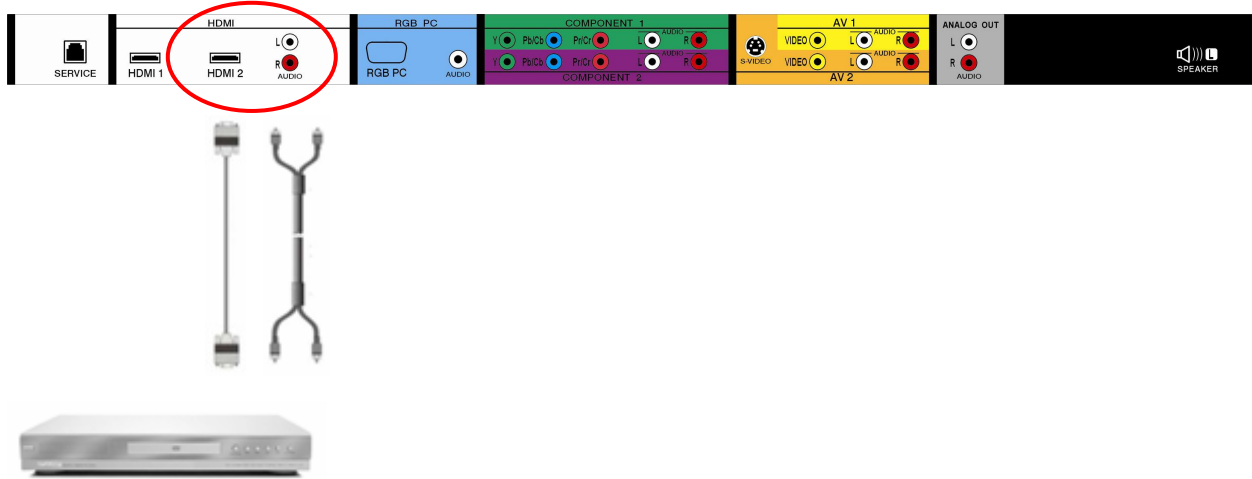 SERVICE
HDMI
HDMI 1
HDMI 2
L
R
AUDIO
RGB PC
RGB PC
AUDIO
COMPONENT 1
Y Pb/Cb Pr/Cr L AUDIO R
Y Pb/Cb Pr/Cr L AUDIO R
COMPONENT 2
S-VIDEO
AV 1
VIDEO L AUDIO R
VIDEO L AUDIO R
AV 2
ANALOG OUT
L
R
AUDIO
L
SPEAKER